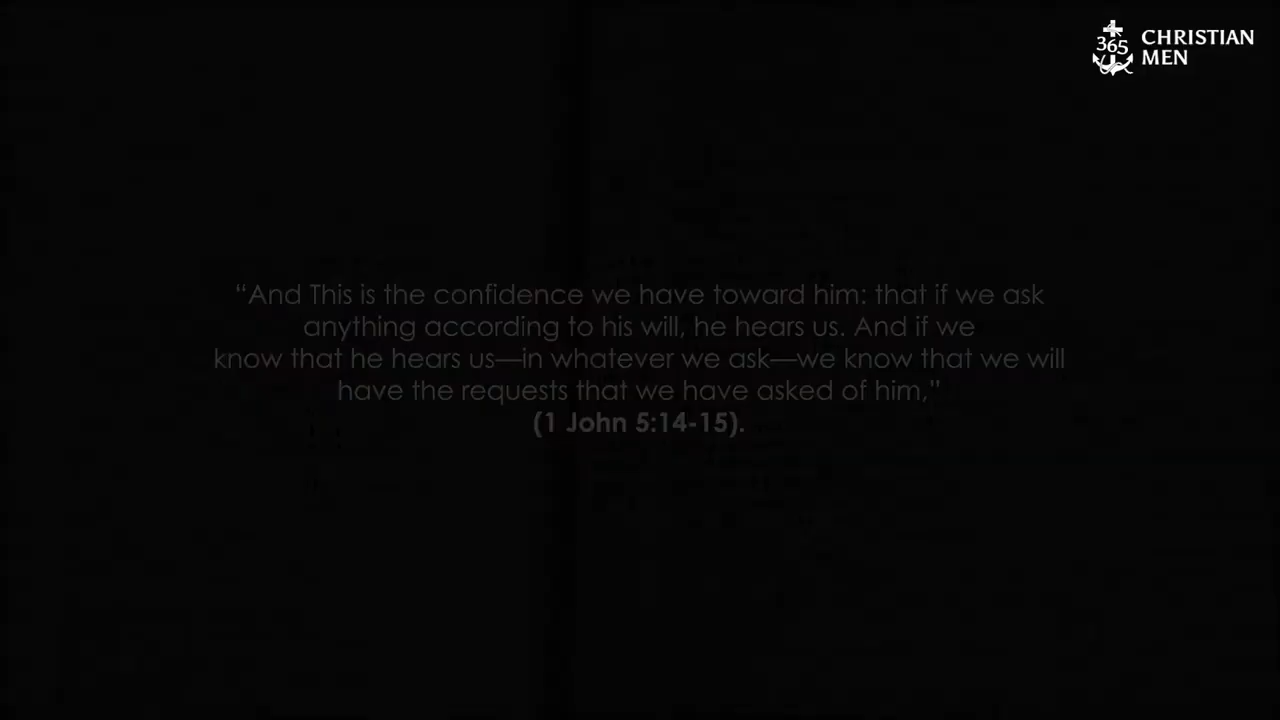 365
CHRISTIAN
MEN
“And This is the confidence we have toward him: that if we ask
anything according to his will, he hears us. And if we
know that he hears us—in whatever we ask—we know that we will
have the requests that we have asked of him,”
(1 John 5:14-15).